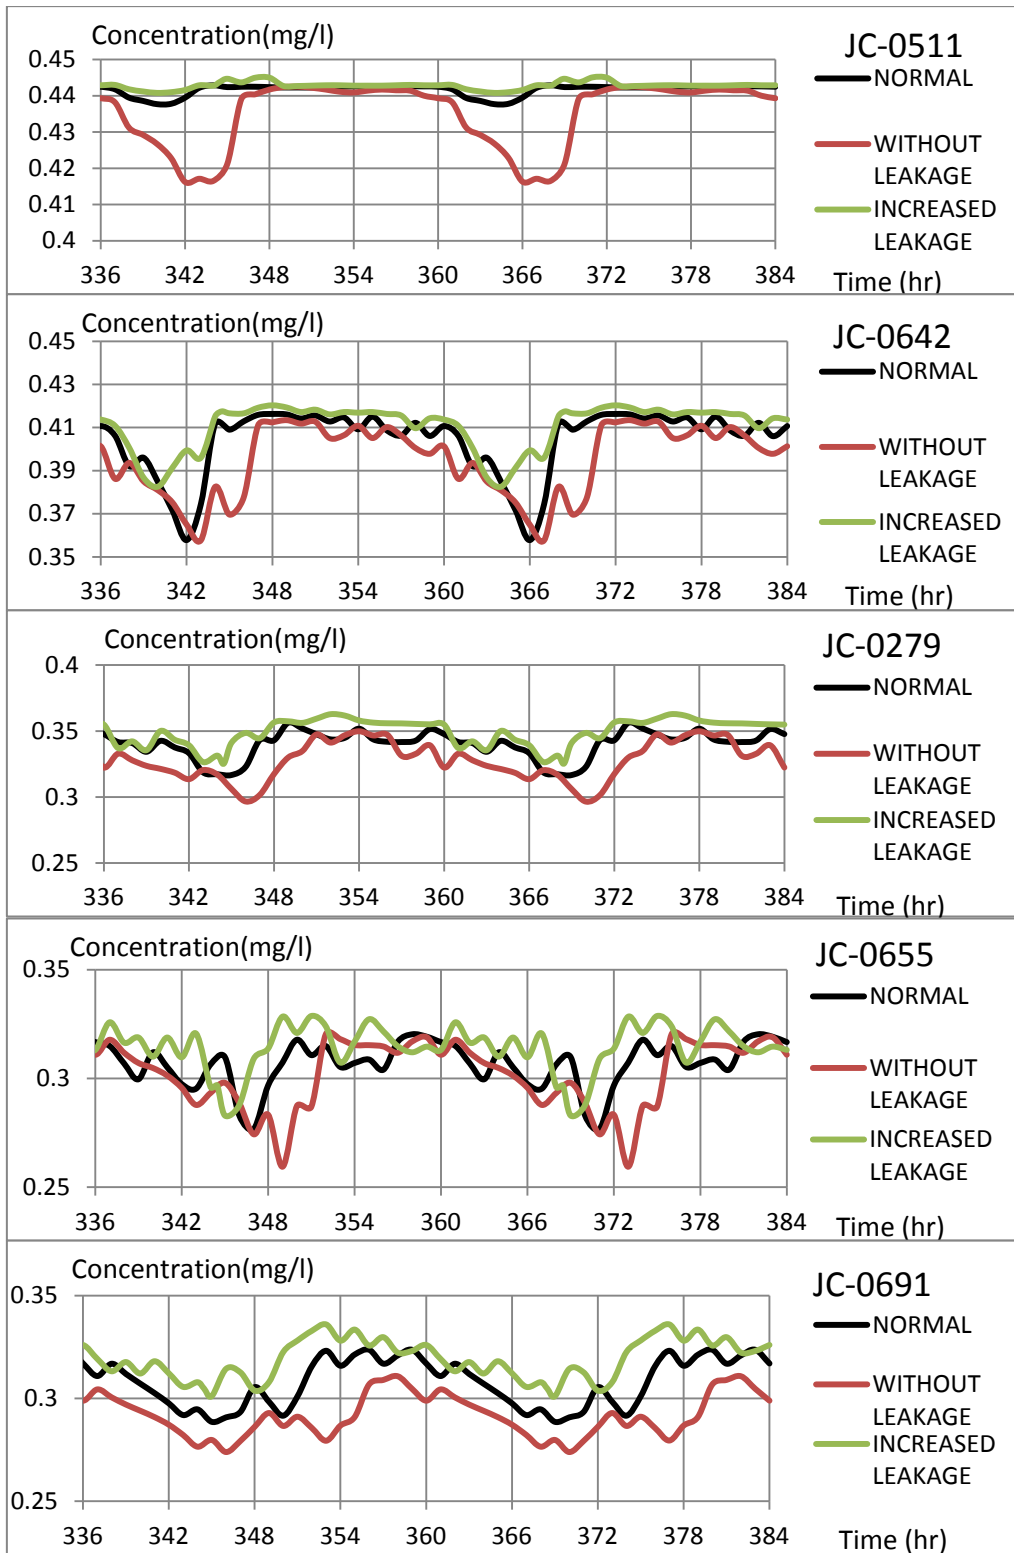 Concentration(mg/l)
JC-0511
0.45
NORMAL
0.44
0.43
WITHOUT
0.42
LEAKAGE
0.41
INCREASED
0.4
LEAKAGE
336 342 348 354 360 366 372 378 384
Time (hr)
Concentration(mg/l)
JC-0642
0.45
NORMAL
0.43
0.41
WITHOUT
LEAKAGE
0.39
0.37
INCREASED
0.35
LEAKAGE
336 342 348 354 360 366 372 378 384
Time (hr)
Concentration(mg/l)
JC-0279
0.4
NORMAL
0.35
WITHOUT
LEAKAGE
0.3
INCREASED
LEAKAGE
0.25
336 342 348 354 360 366 372 378 384
Time (hr)
Concentration(mg/l)
JC-0655
0.35
NORMAL
0.3
WITHOUT
LEAKAGE
INCREASED
LEAKAGE
0.25
336 342 348 354 360 366 372 378 384
Time (hr)
Concentration(mg/l)
JC-0691
0.35
NORMAL
0.3
WITHOUT
LEAKAGE
INCREASED
LEAKAGE
0.25
336 342 348 354 360 366 372 378 384
Time (hr)